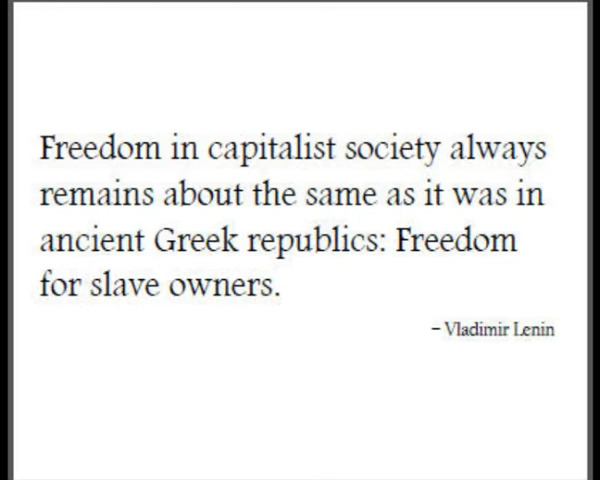 Freedom in capitalist society always
remains about the same as it was in
ancient Greek republics: Freedom
for slave owners.
– Vladimir Lenin